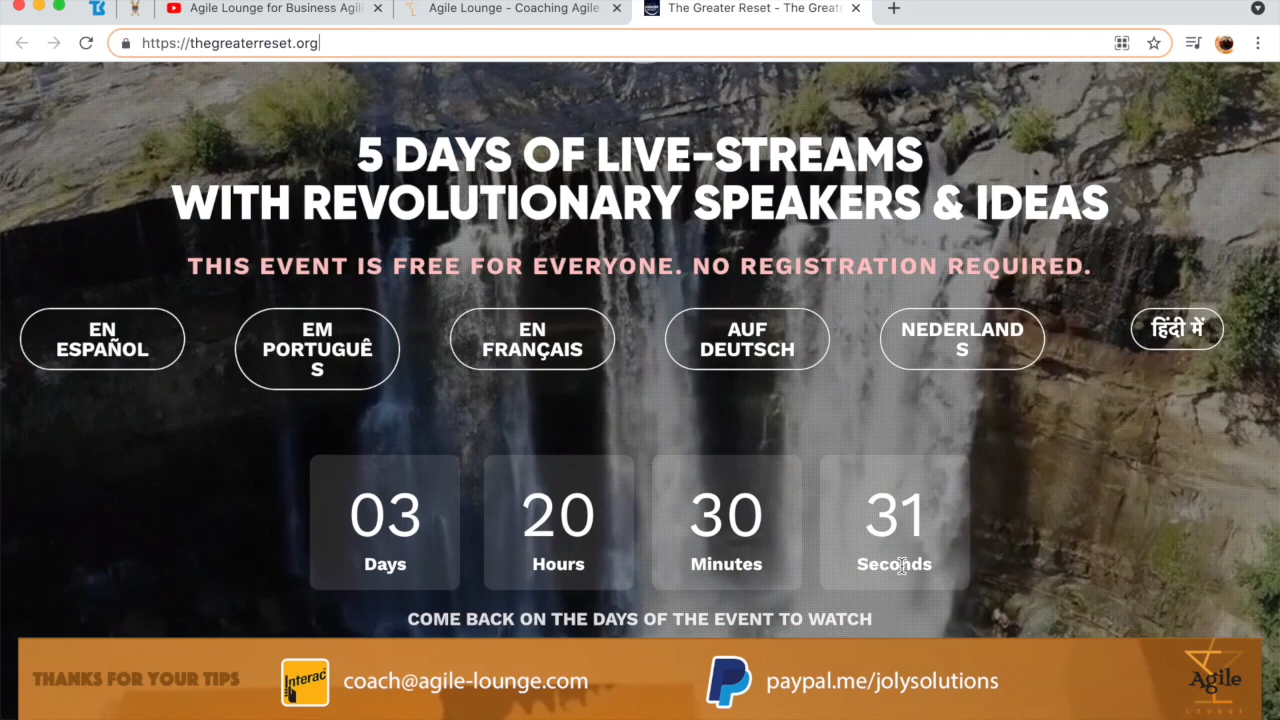 Agile Lounge for Business Agili
Agile Lounge - Coaching Agile
The Greater Reset - The Greate
https://thegreaterreset.org
5 DAYS OF LIVE-STREAMS
WITH REVOLUTIONARY SPEAKERS & IDEAS
THIS EVENT IS FREE FOR EVERYONE. NO REGISTRATION REQUIRED.
EN
ESPAÑOL
EM
PORTUGUÊ
S
EN
FRANÇAIS
AUF
DEUTSCH
NEDERLAND
S
हिंदी में
03
Days
20
Hours
30
Minutes
31
Seconds
COME BACK ON THE DAYS OF THE EVENT TO WATCH
THANKS FOR YOUR TIPS
Interac
coach@agile-lounge.com
paypal.me/jolysolutions
Agile
LOUNGE